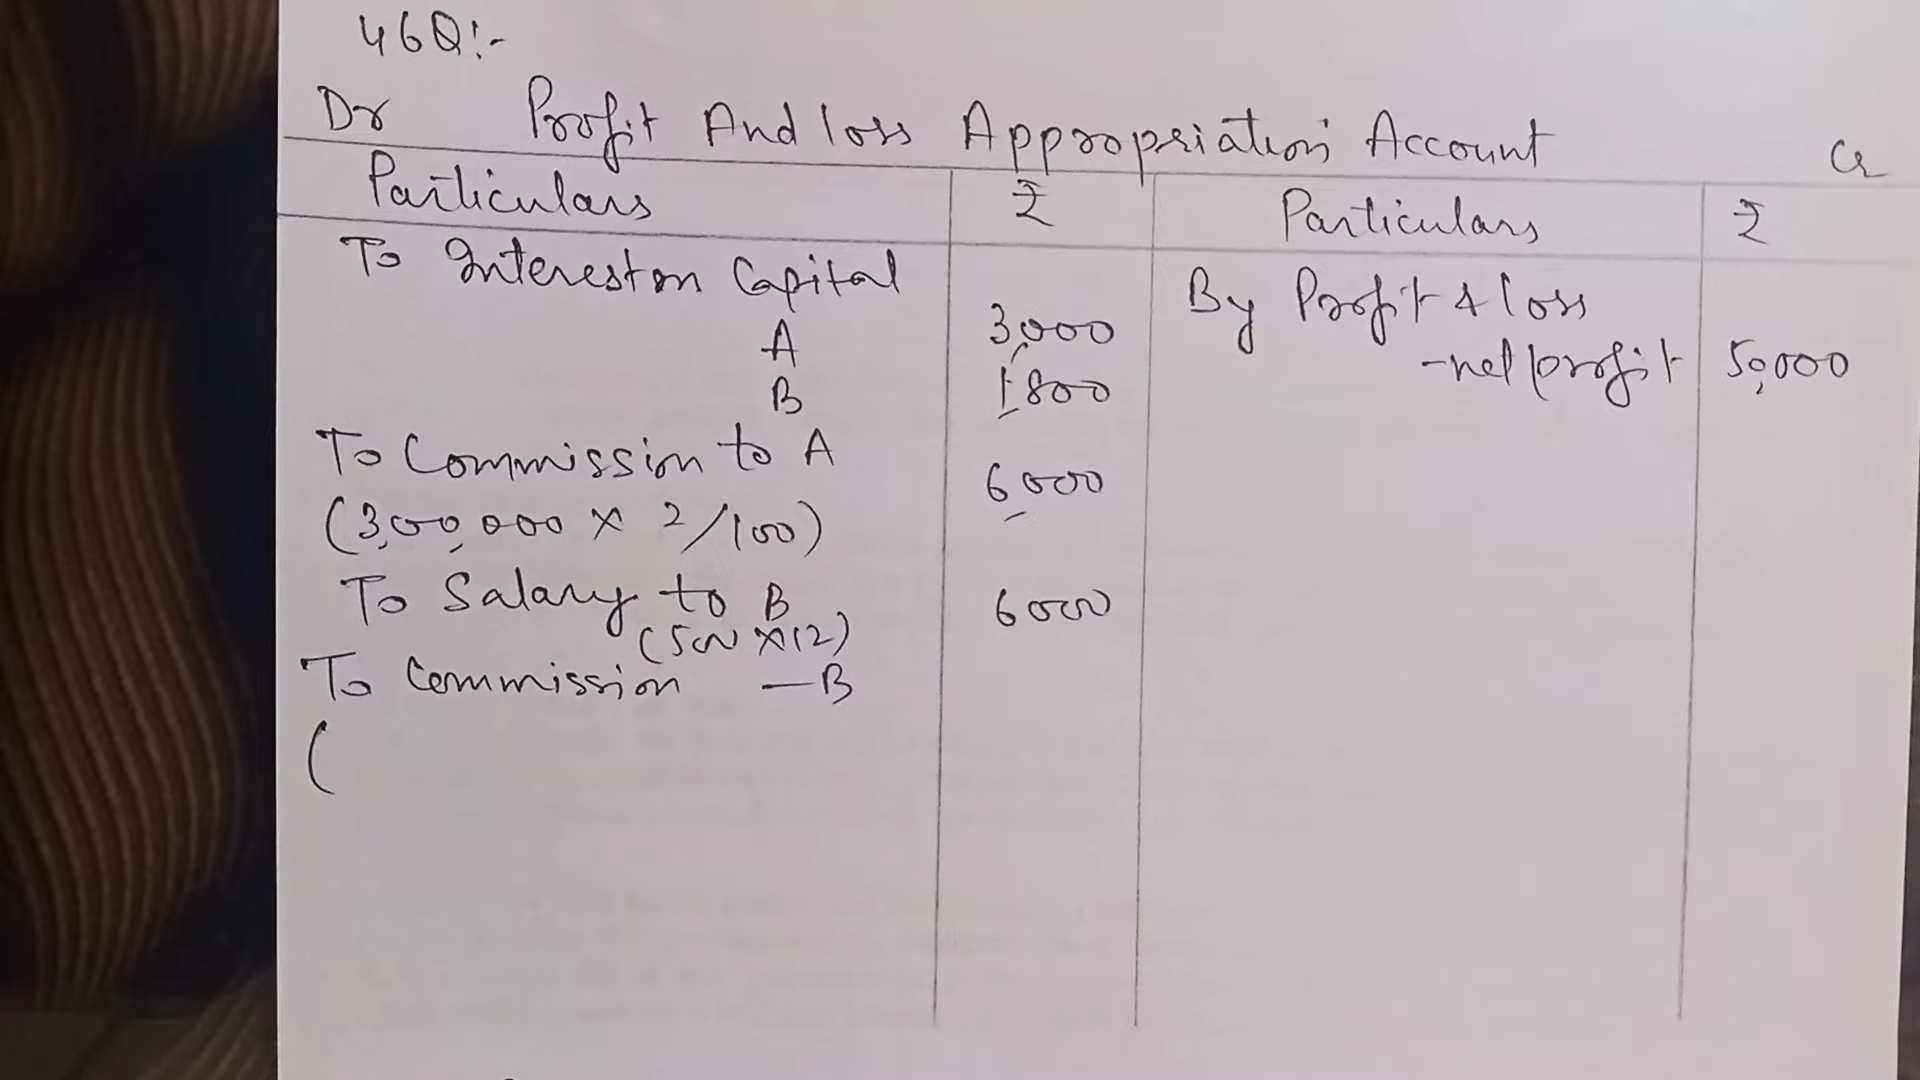 46Q:-
Dr Profit And loss Appropriation Account Cr
Particulars ₹ Particulars ₹
To Interest on Capital
A 3,000
B 1,800
By Profit & loss
-net profit 50,000
To Commission to A 6,000
(3,00,000 × 2/100)
To Salary to B 6000
(500 × 12)
To Commission — B
(